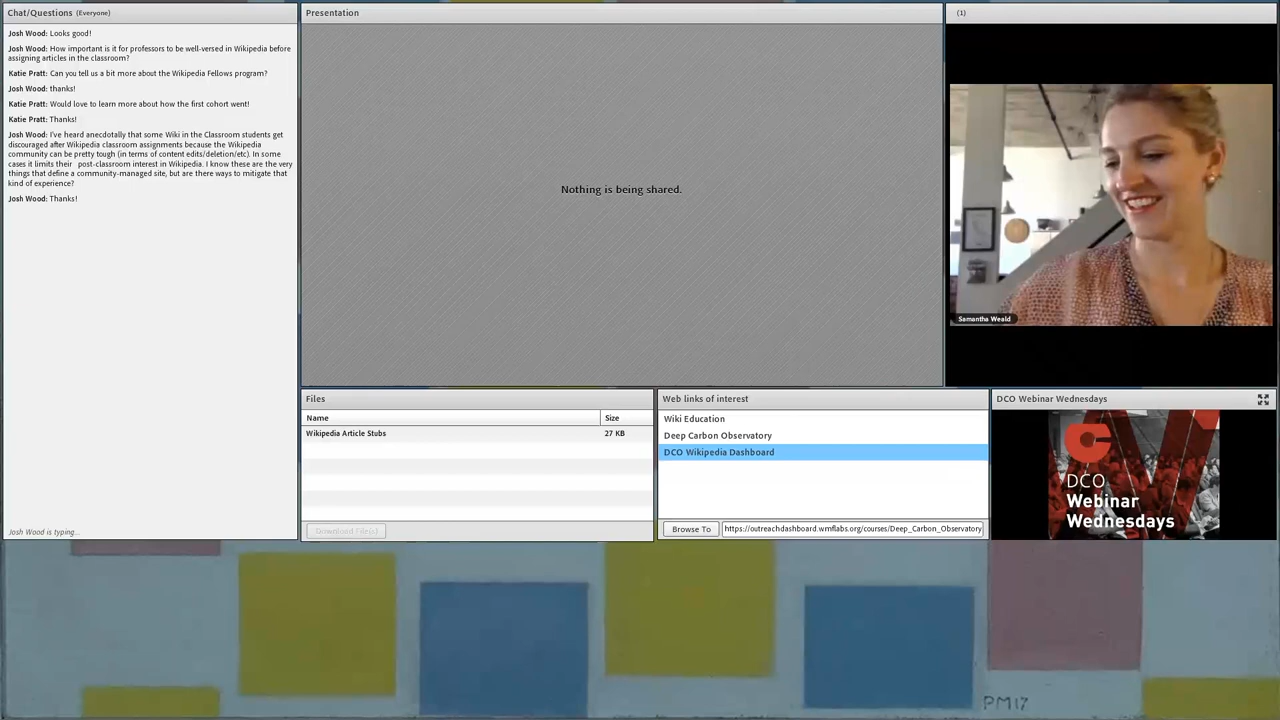 Chat/Questions (Everyone)
Josh Wood: Looks good!
Josh Wood: How important is it for professors to be well-versed in Wikipedia before
assigning articles in the classroom?
Katie Pratt: Can you tell us a bit more about the Wikipedia Fellows program?
Josh Wood: thanks!
Katie Pratt: Would love to learn more about how the first cohort went!
Katie Pratt: Thanks!
Josh Wood: I've heard anecdotally that some Wiki in the Classroom students get
discouraged after Wikipedia classroom assignments because the Wikipedia
community can be pretty tough (in terms of content edits/deletion/etc). In some
cases it limits their post-classroom interest in Wikipedia. I know these are the very
things that define a community-managed site, but are there ways to mitigate that
kind of experience?
Josh Wood: Thanks!
Josh Wood is typing...
Presentation
Nothing is being shared.
(1)
Samantha Weald
Files
Name Size
Wikipedia Article Stubs 27 KB
Download File(s)
Web links of interest
Wiki Education
Deep Carbon Observatory
DCO Wikipedia Dashboard
Browse To https://outreachdashboard.wmflabs.org/courses/Deep_Carbon_Observatory
DCO Webinar Wednesdays
DCO
Webinar
Wednesdays
PM17